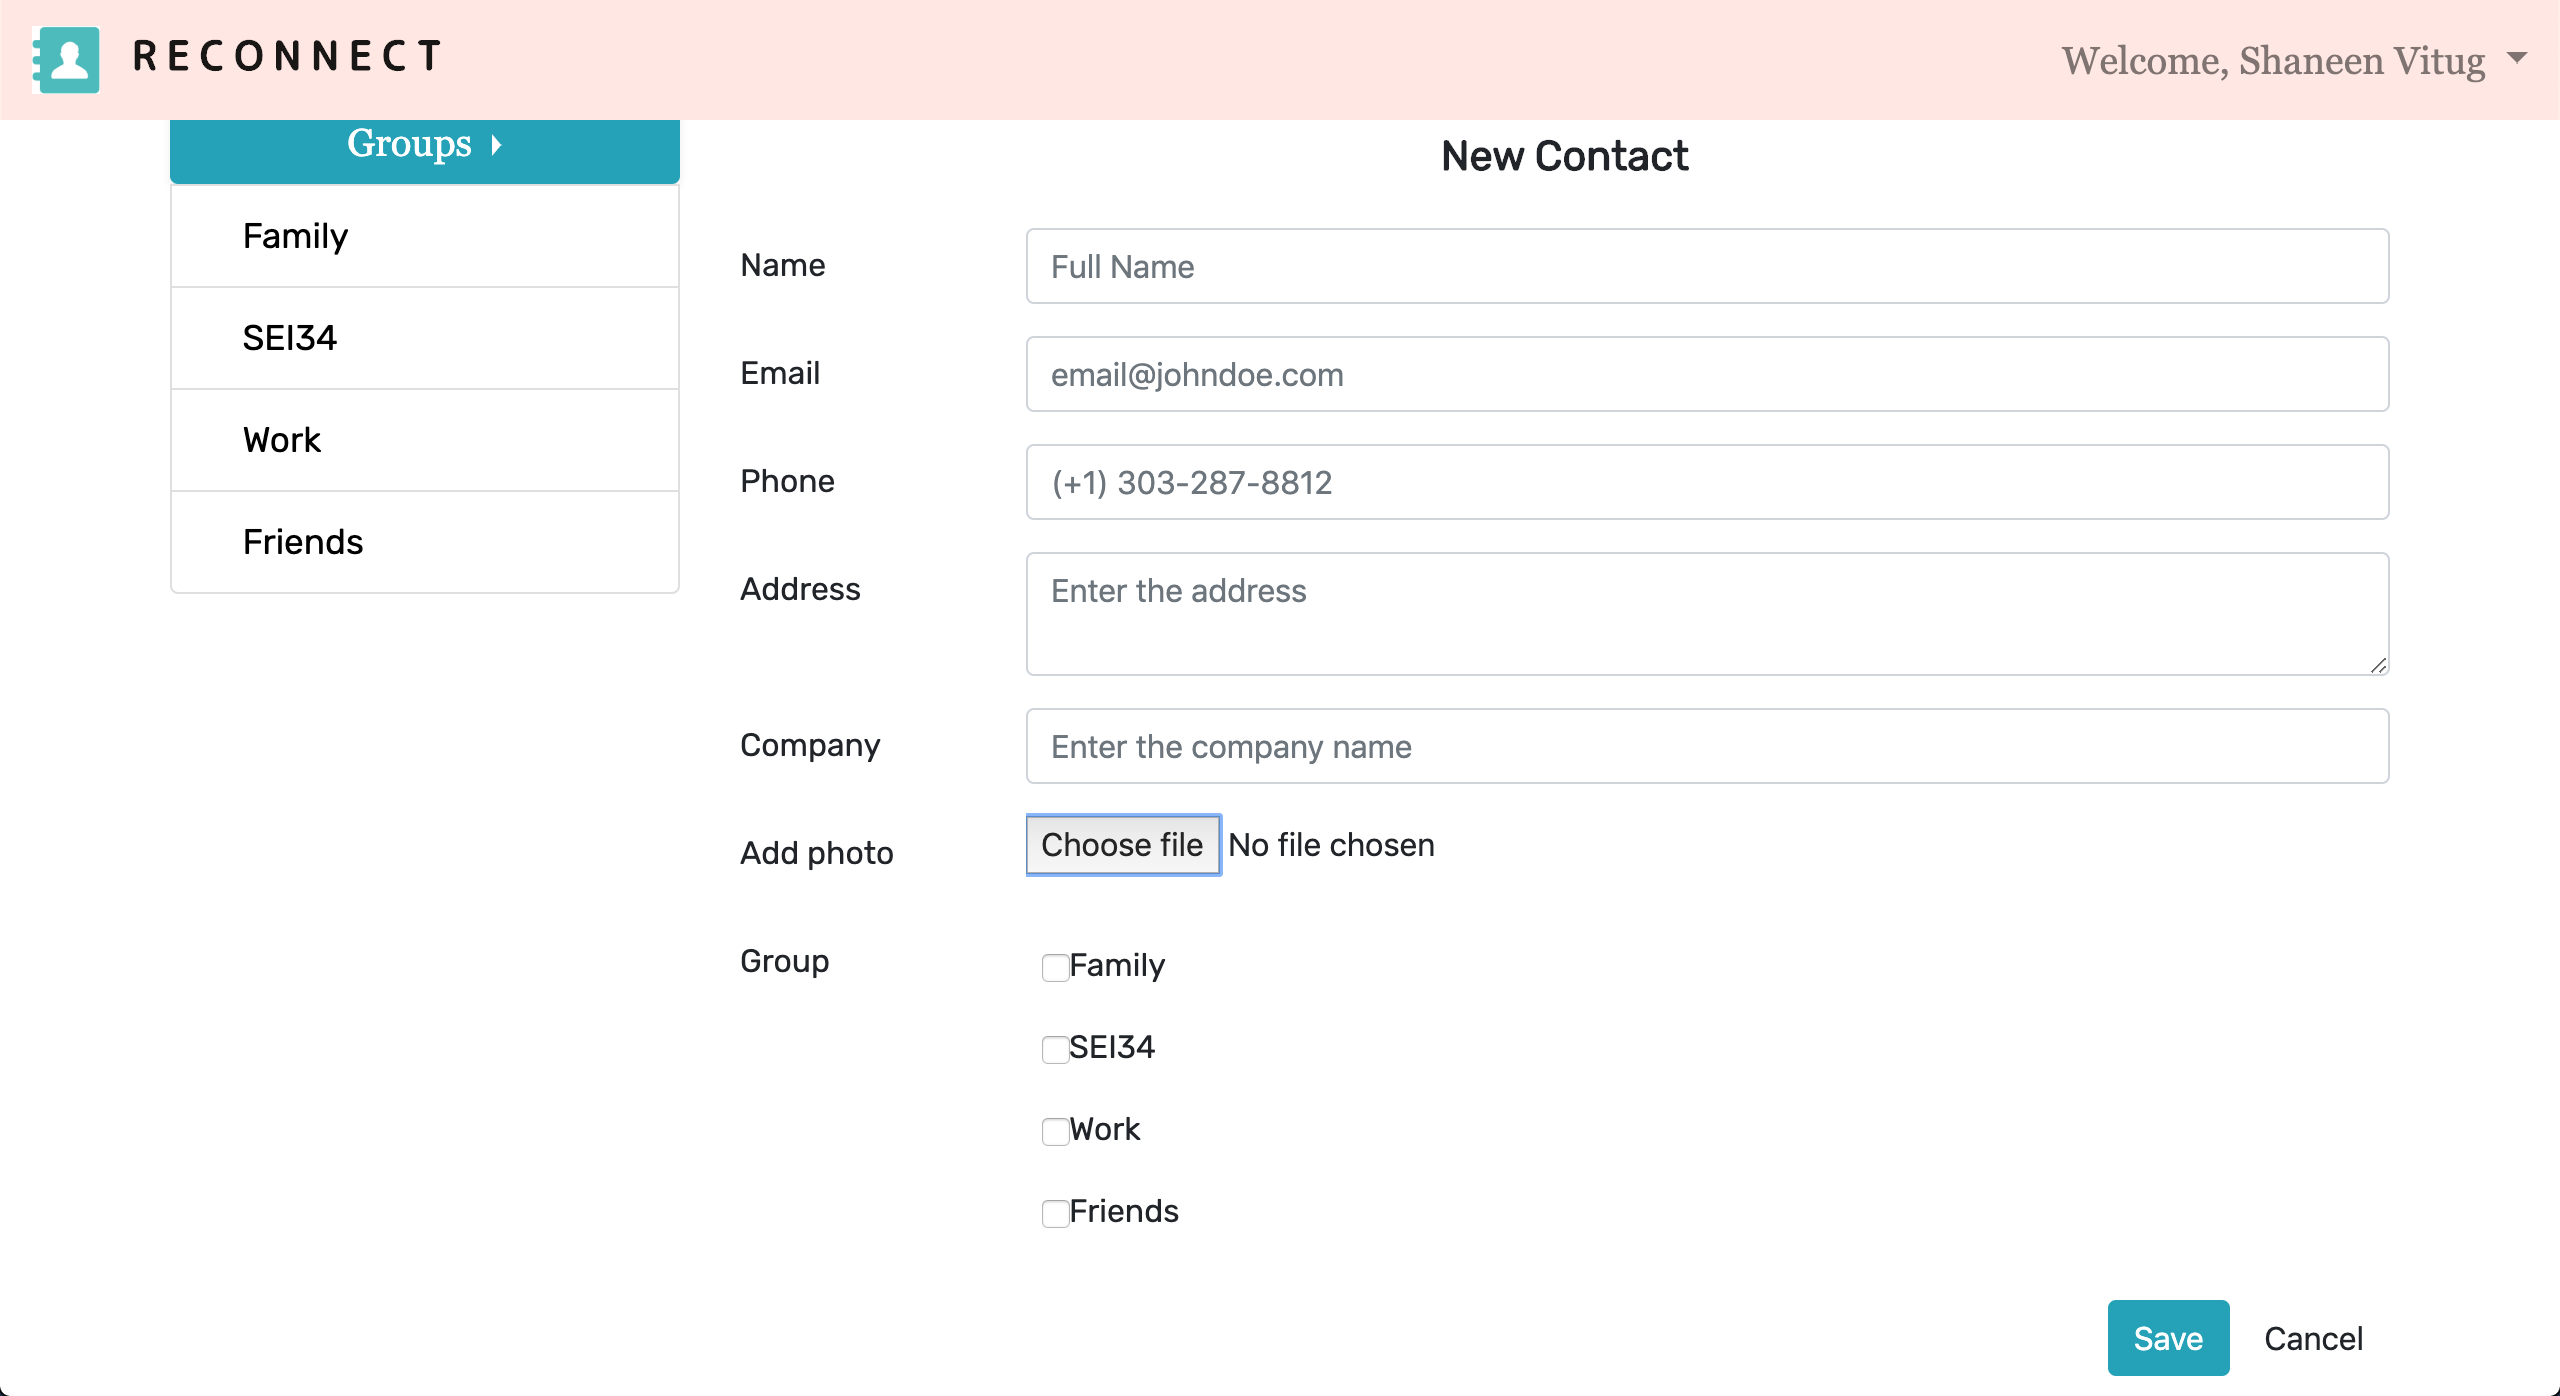 RECONNECT
Welcome, Shaneen Vitug
Groups
Family
SEI34
Work
Friends
New Contact
Name
Full Name
Email
email@johndoe.com
Phone
(+1) 303-287-8812
Address
Enter the address
Company
Enter the company name
Add photo
Choose file No file chosen
Group
Family
SEI34
Work
Friends
Save
Cancel